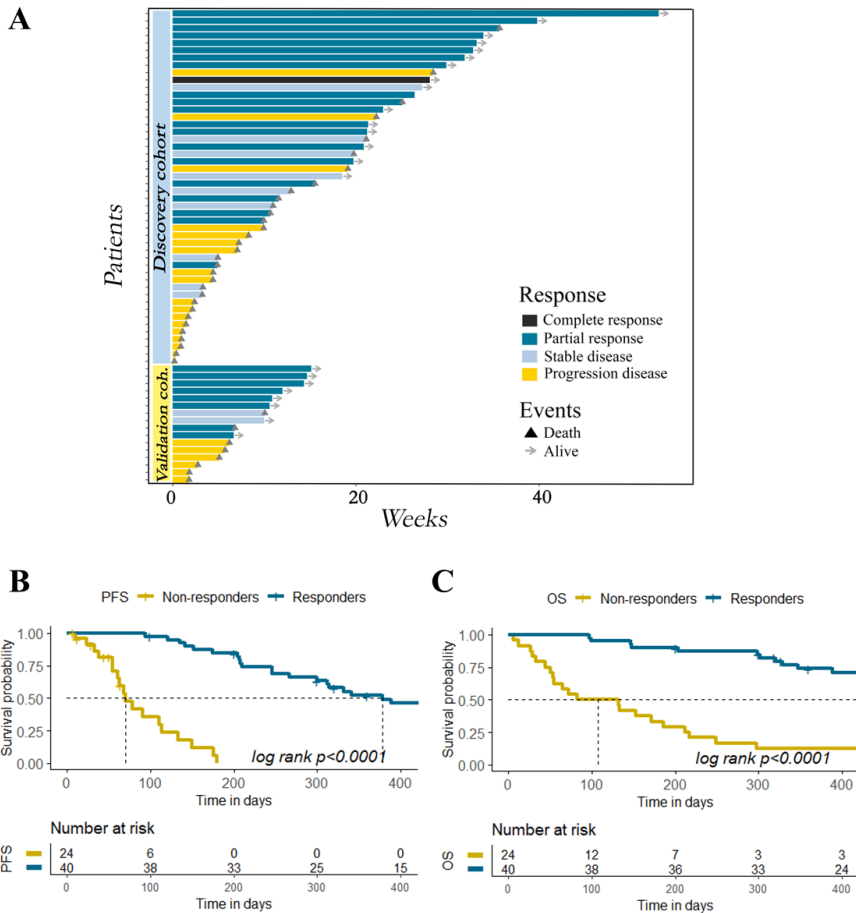 A
Patients
Discovery cohort
Validation coh.
Response
Complete response
Partial response
Stable disease
Progression disease
Events
Death
Alive
0 20 40
Weeks
B
PFS Non-responders Responders
Survival probability
1.00
0.75
0.50
0.25
0.00
log rank p<0.0001
0 100 200 300 400
Time in days
Number at risk
PFS
24 6 0 0 0
40 38 33 25 15
0 100 200 300 400
Time in days
C
OS Non-responders Responders
Survival probability
1.00
0.75
0.50
0.25
0.00
log rank p<0.0001
0 100 200 300 400
Time in days
Number at risk
OS
24 12 7 3 3
40 38 36 33 24
0 100 200 300 400
Time in days